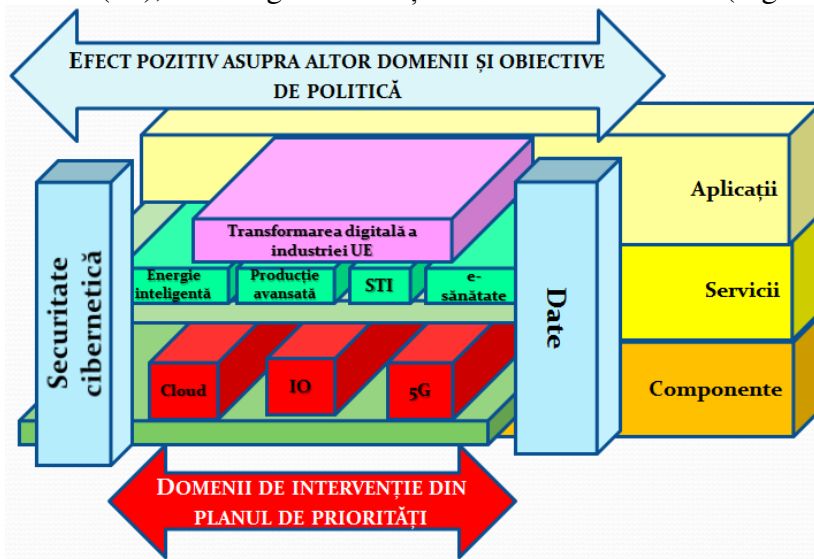 EFECT POZITIV ASUPRA ALTOR DOMENII ȘI OBIECTIVE
DE POLITICĂ
Aplicații
Transformarea digitală a
industriei UE
Energie
inteligentă
Producție
avansată
STI
e-
sănătate
Servicii
Securitate
cibernetică
Date
Cloud
IO
5G
Componente
DOMENII DE INTERVENȚIE DIN
PLANUL DE PRIORITĂȚI